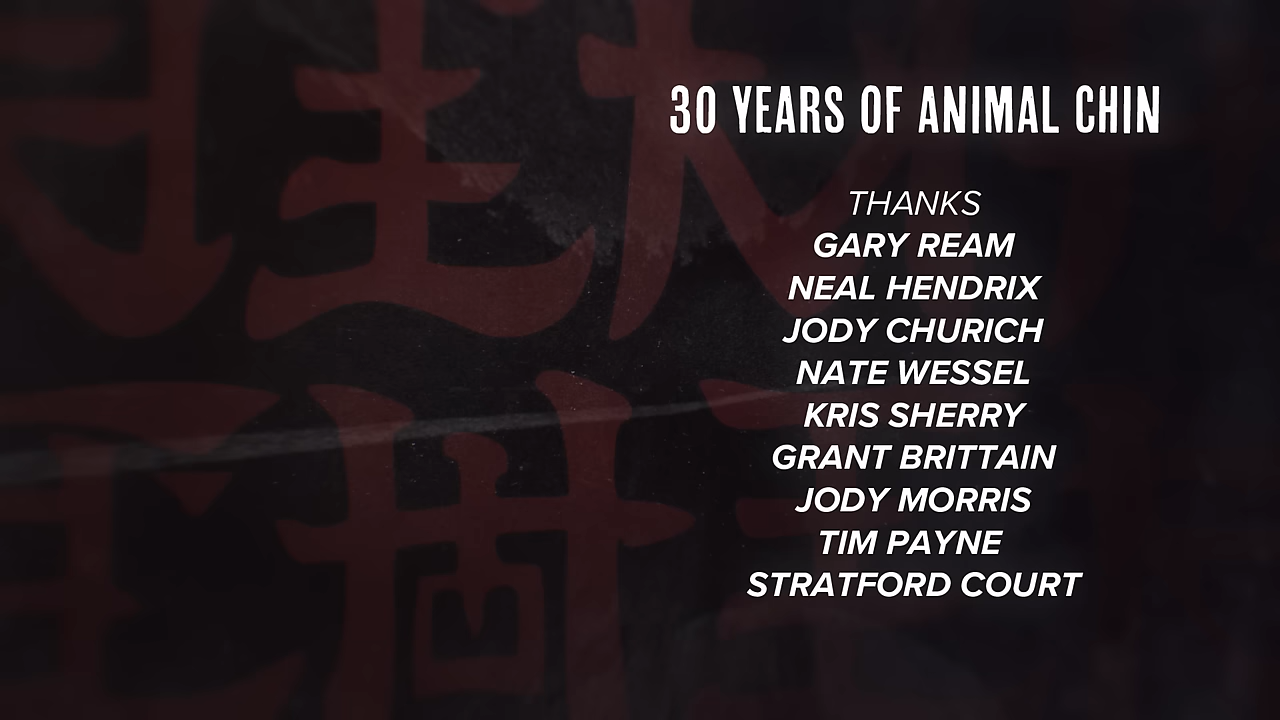 30 YEARS OF ANIMAL CHIN
THANKS
GARY REAM
NEAL HENDRIX
JODY CHURICH
NATE WESSEL
KRIS SHERRY
GRANT BRITTAIN
JODY MORRIS
TIM PAYNE
STRATFORD COURT